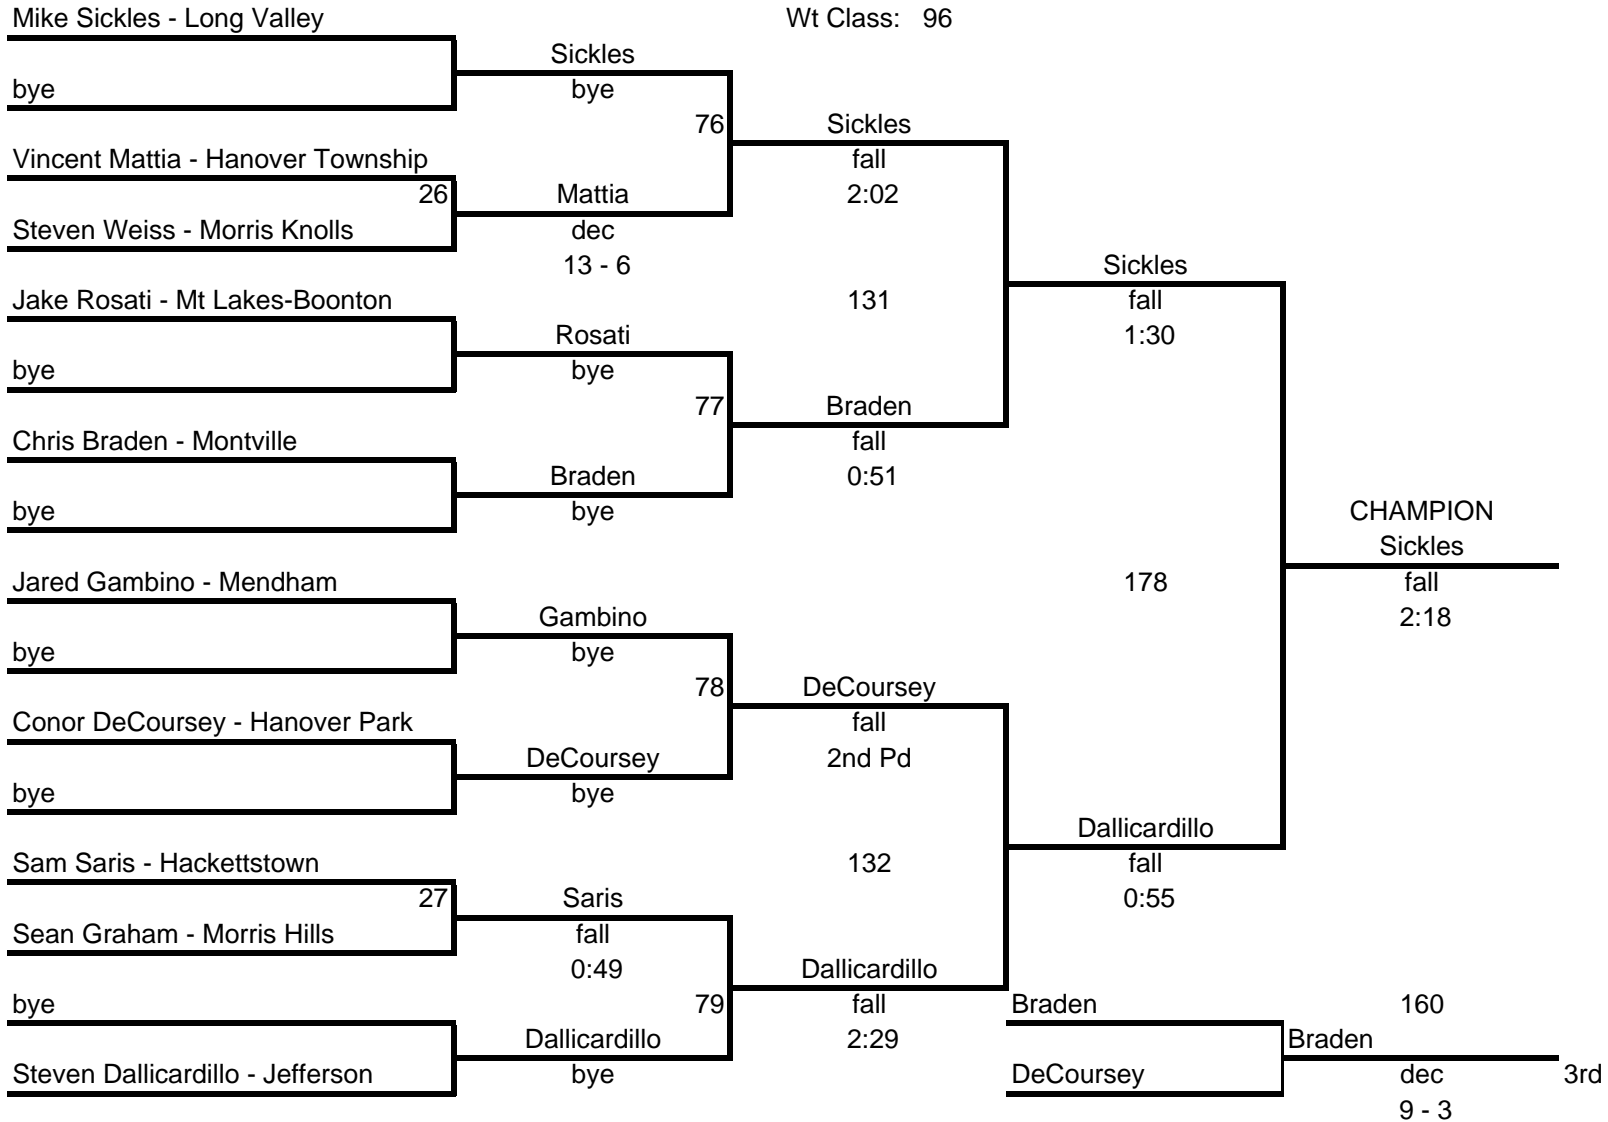 Mike Sickles - Long Valley
Wt Class: 96
Sickles
bye
bye
76
Sickles
Vincent Mattia - Hanover Township
fall
26
Mattia
2:02
Steven Weiss - Morris Knolls
dec
13 - 6
Sickles
Jake Rosati - Mt Lakes-Boonton
131
fall
Rosati
1:30
bye
bye
77
Braden
Chris Braden - Montville
fall
Braden
0:51
bye
bye
CHAMPION
Sickles
Jared Gambino - Mendham
178
fall
Gambino
2:18
bye
bye
78
DeCoursey
Conor DeCoursey - Hanover Park
fall
DeCoursey
2nd Pd
bye
bye
Dallicardillo
Sam Saris - Hackettstown
132
fall
27
Saris
0:55
Sean Graham - Morris Hills
fall
0:49
Dallicardillo
bye
79
fall
Braden
160
Dallicardillo
2:29
Braden
Steven Dallicardillo - Jefferson
bye
DeCoursey
dec
3rd
9 - 3